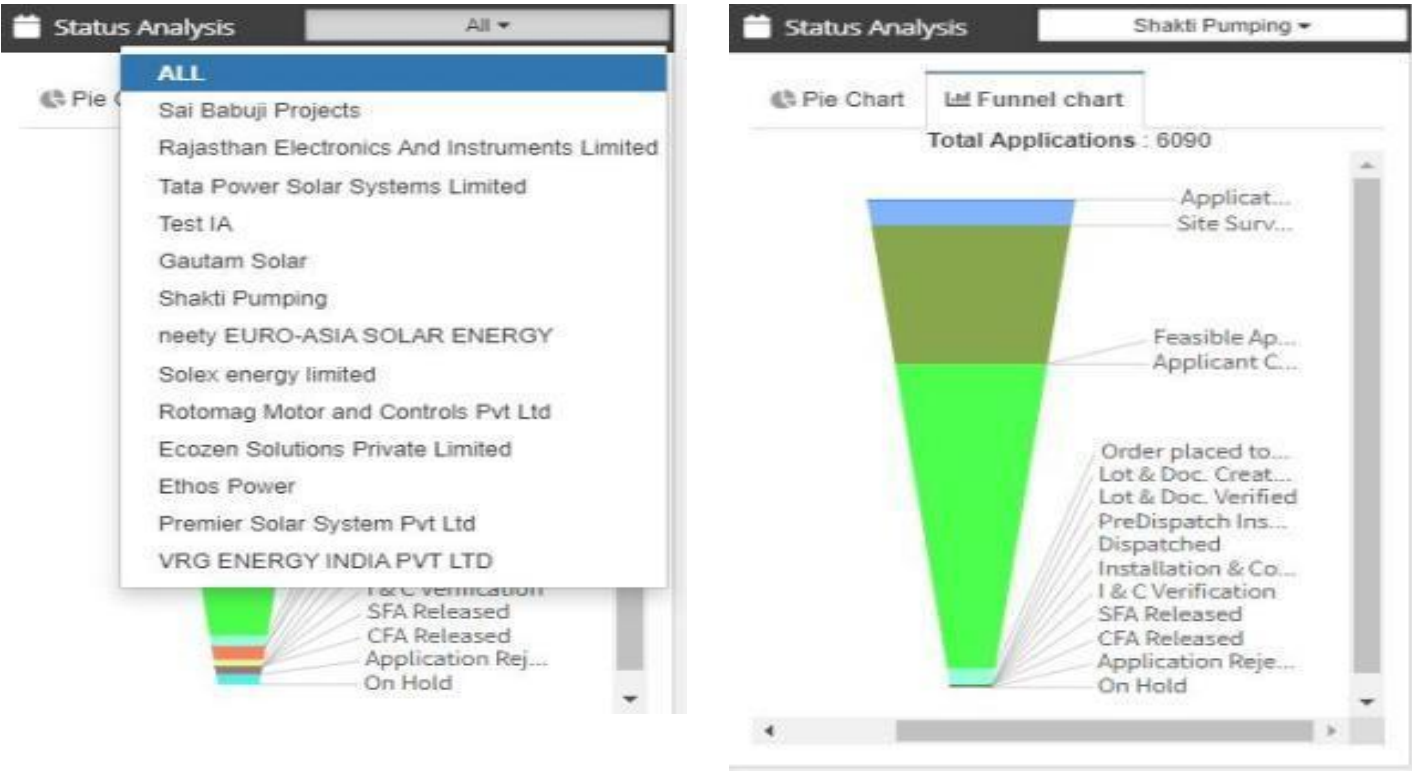 Status Analysis
All
ALL
Pie C
Sai Babuji Projects
Rajasthan Electronics And Instruments Limited
Tata Power Solar Systems Limited
Test IA
Gautam Solar
Shakti Pumping
neety EURO-ASIA SOLAR ENERGY
Solex energy limited
Rotomag Motor and Controls Pvt Ltd
Ecozen Solutions Private Limited
Ethos Power
Premier Solar System Pvt Ltd
VRG ENERGY INDIA PVT LTD
I & C Verification
SFA Released
CFA Released
Application Rej...
On Hold
Status Analysis
Shakti Pumping
Pie Chart
Funnel chart
Total Applications : 6090
Applicat...
Site Surv...
Feasible Ap...
Applicant C...
Order placed to...
Lot & Doc. Creat...
Lot & Doc. Verified
PreDispatch Ins...
Dispatched
Installation & Co...
I & C Verification
SFA Released
CFA Released
Application Reje...
On Hold